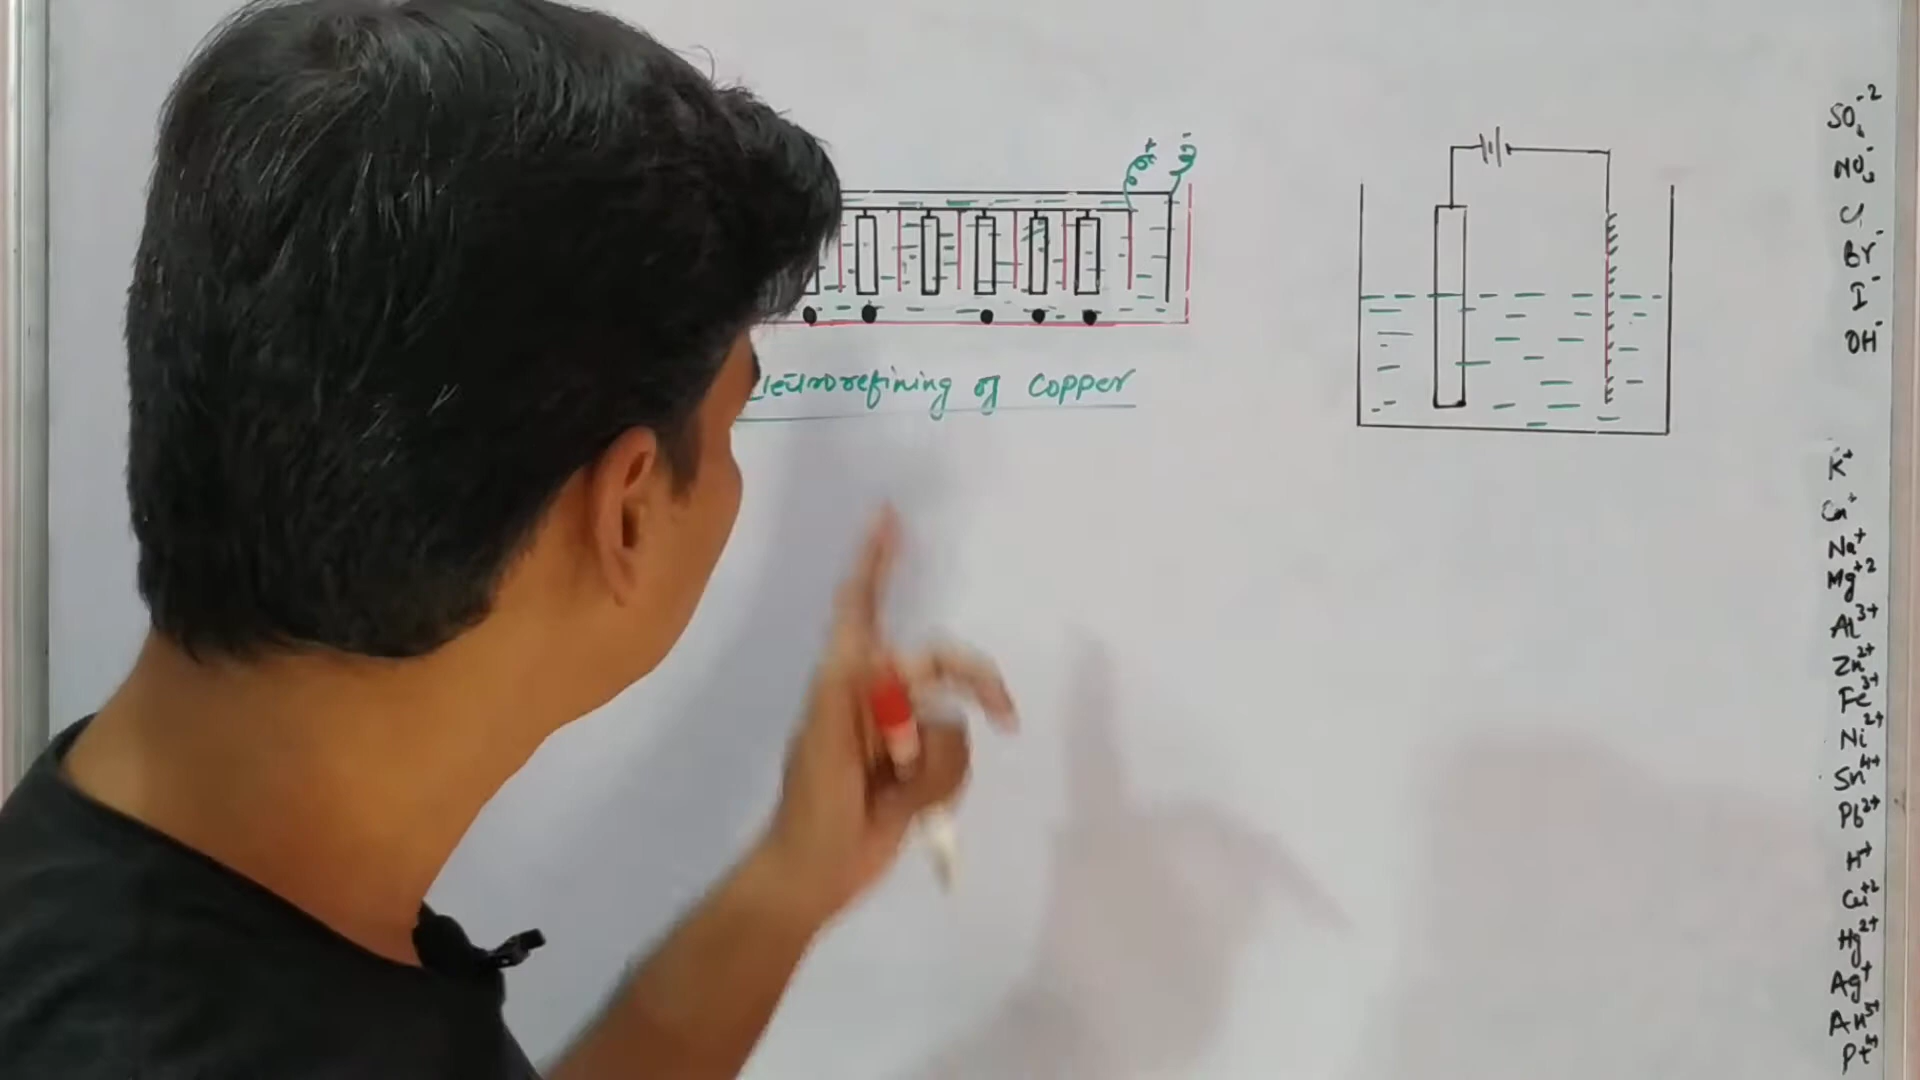 + -
Electrorefining of copper
SO₄⁻²
NO₃⁻
Cl⁻
Br⁻
I⁻
OH⁻
K⁺
Ca⁺
Na⁺
Mg⁺²
Al³⁺
Zn²⁺
Fe³⁺
Ni²⁺
Sn⁴⁺
Pb²⁺
H⁺
Cu⁺²
Hg²⁺
Ag⁺
Au³⁺